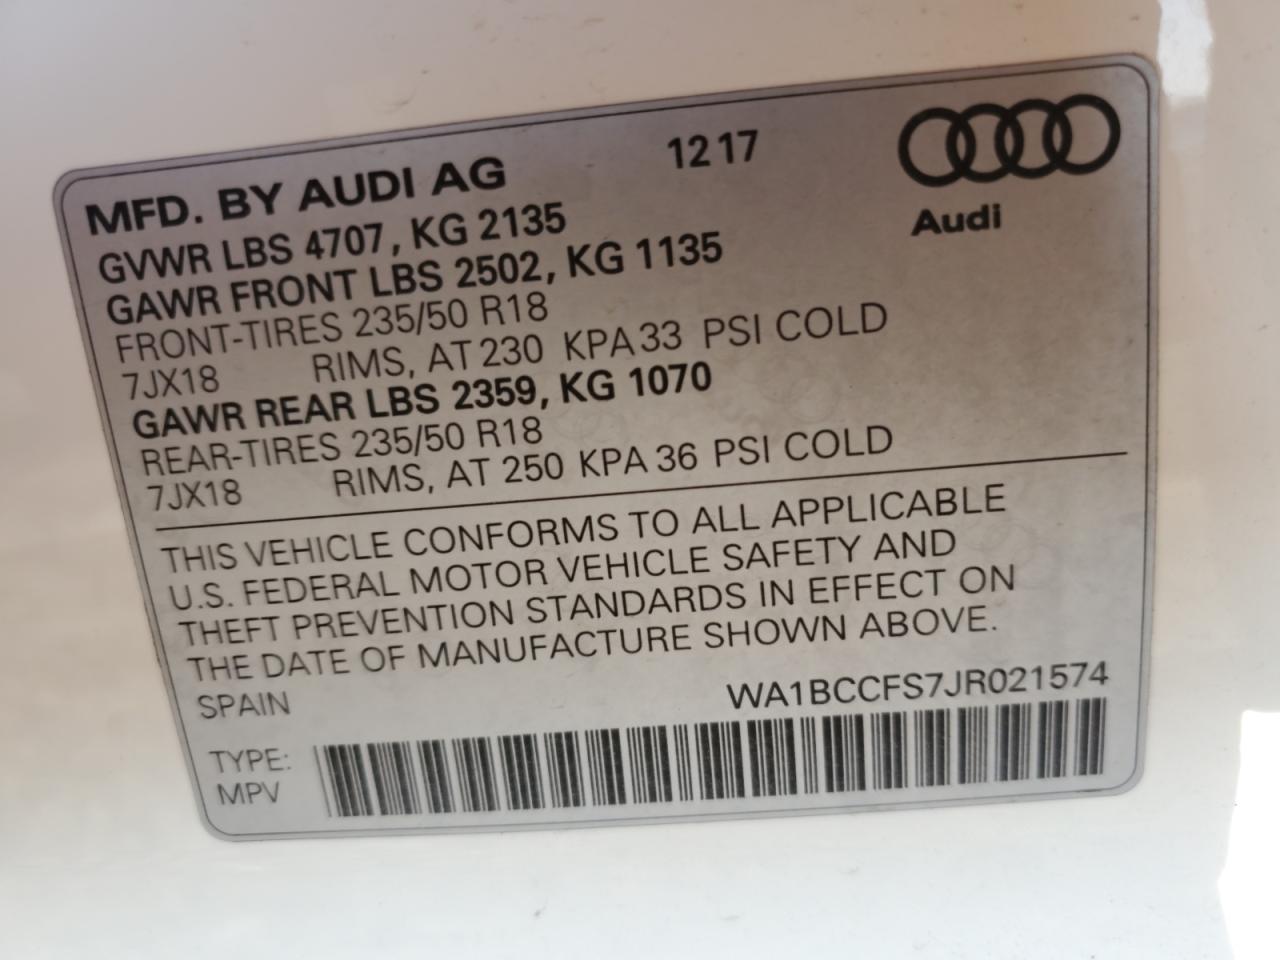 MFD. BY AUDI AG 12 17
Audi
GVWR LBS 4707, KG 2135
GAWR FRONT LBS 2502, KG 1135
FRONT-TIRES 235/50 R18
7JX18 RIMS, AT 230 KPA 33 PSI COLD
GAWR REAR LBS 2359, KG 1070
REAR-TIRES 235/50 R18
7JX18 RIMS, AT 250 KPA 36 PSI COLD
THIS VEHICLE CONFORMS TO ALL APPLICABLE
U.S. FEDERAL MOTOR VEHICLE SAFETY AND
THEFT PREVENTION STANDARDS IN EFFECT ON
THE DATE OF MANUFACTURE SHOWN ABOVE.
SPAIN WA1BCCFS7JR021574
TYPE:
MPV